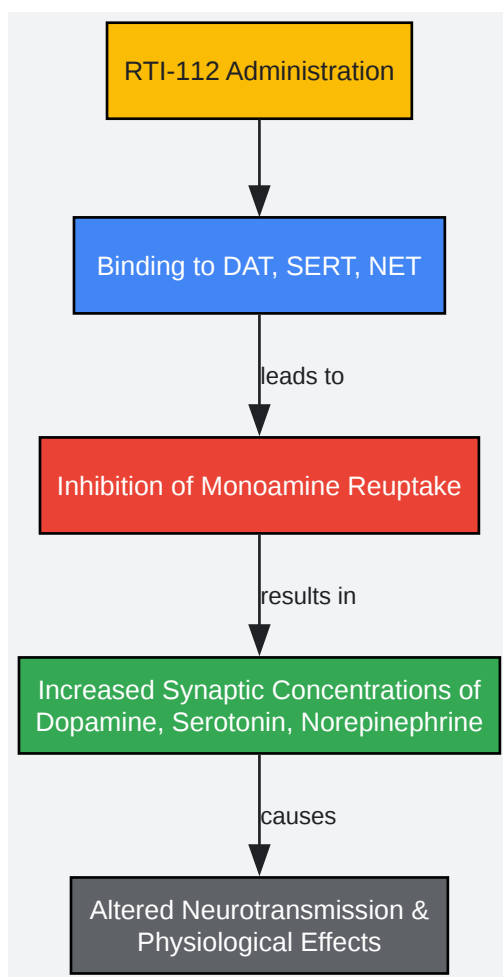 RTI-112 Administration
Binding to DAT, SERT, NET
leads to
Inhibition of Monoamine Reuptake
results in
Increased Synaptic Concentrations of
Dopamine, Serotonin, Norepinephrine
causes
Altered Neurotransmission &
Physiological Effects